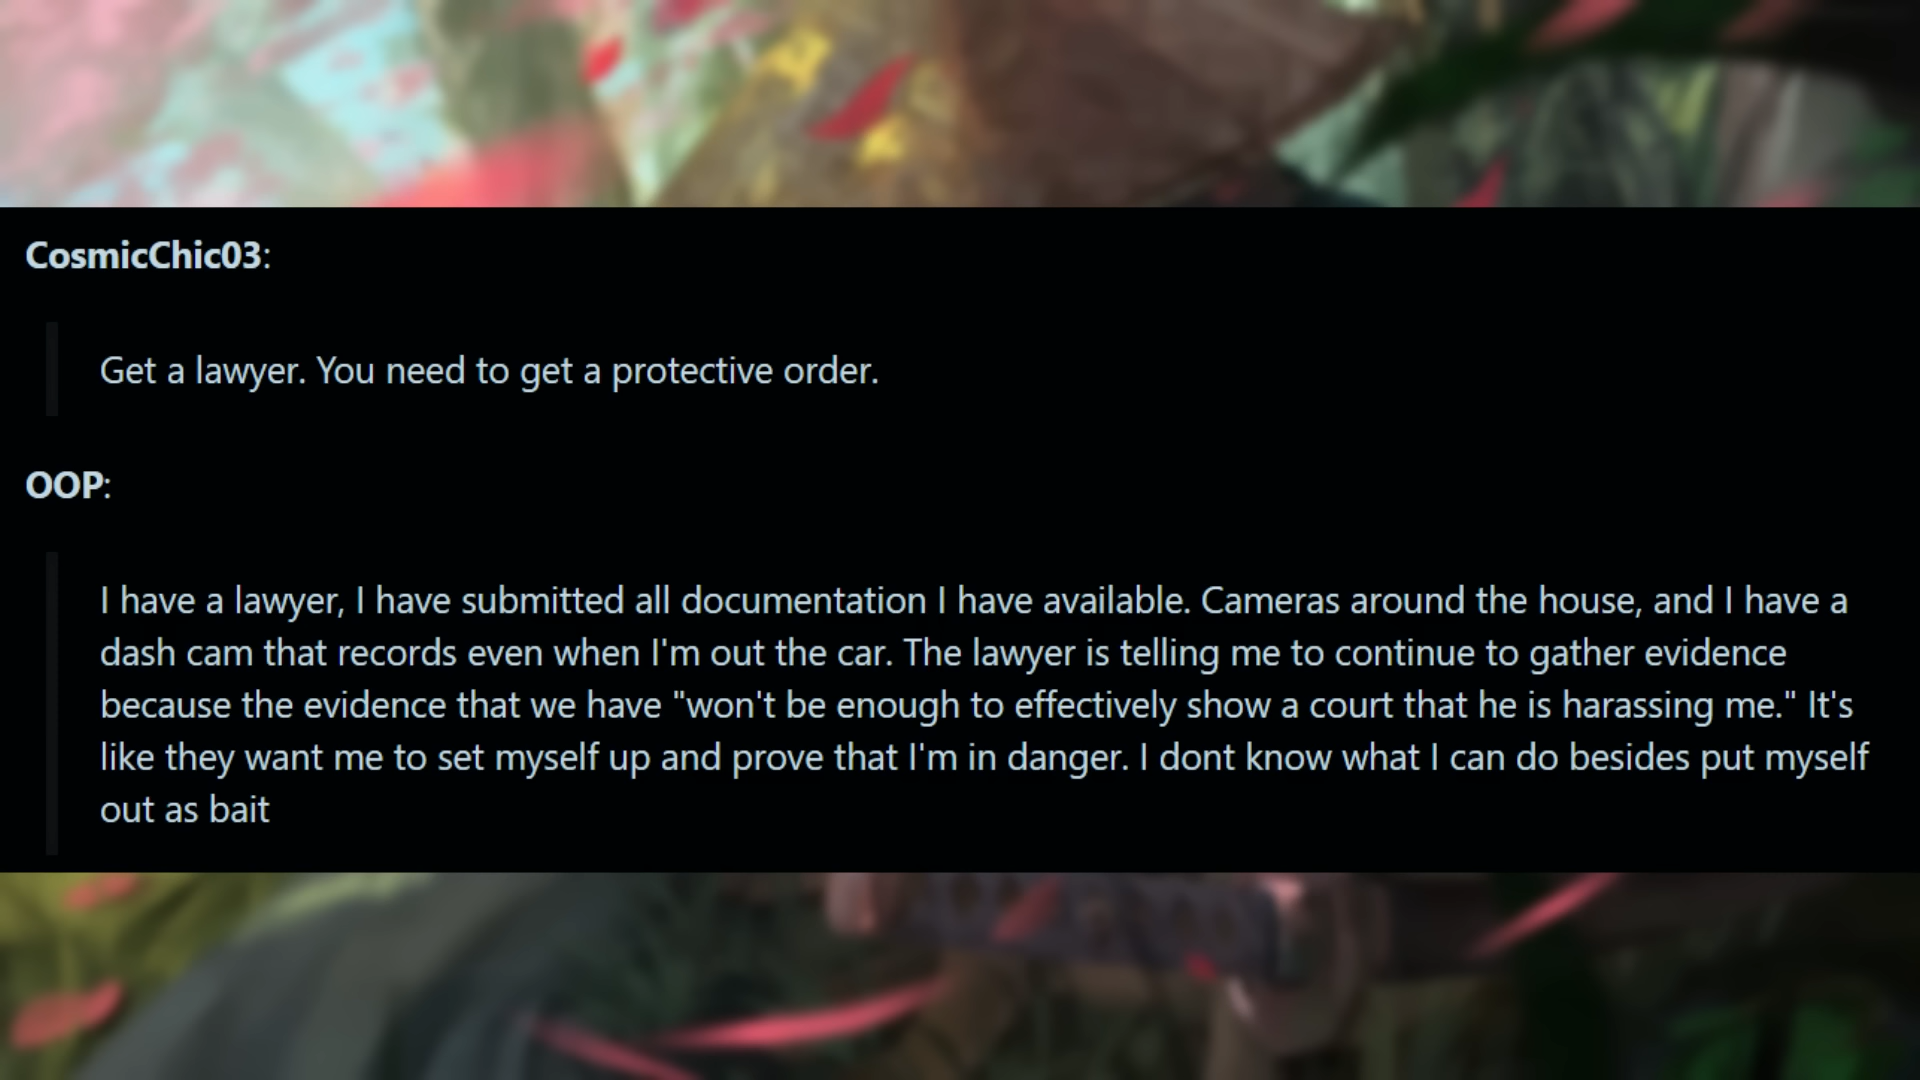 CosmicChic03:
Get a lawyer. You need to get a protective order.
OOP:
I have a lawyer, I have submitted all documentation I have available. Cameras around the house, and I have a
dash cam that records even when I'm out the car. The lawyer is telling me to continue to gather evidence
because the evidence that we have "won't be enough to effectively show a court that he is harassing me." It's
like they want me to set myself up and prove that I'm in danger. I dont know what I can do besides put myself
out as bait